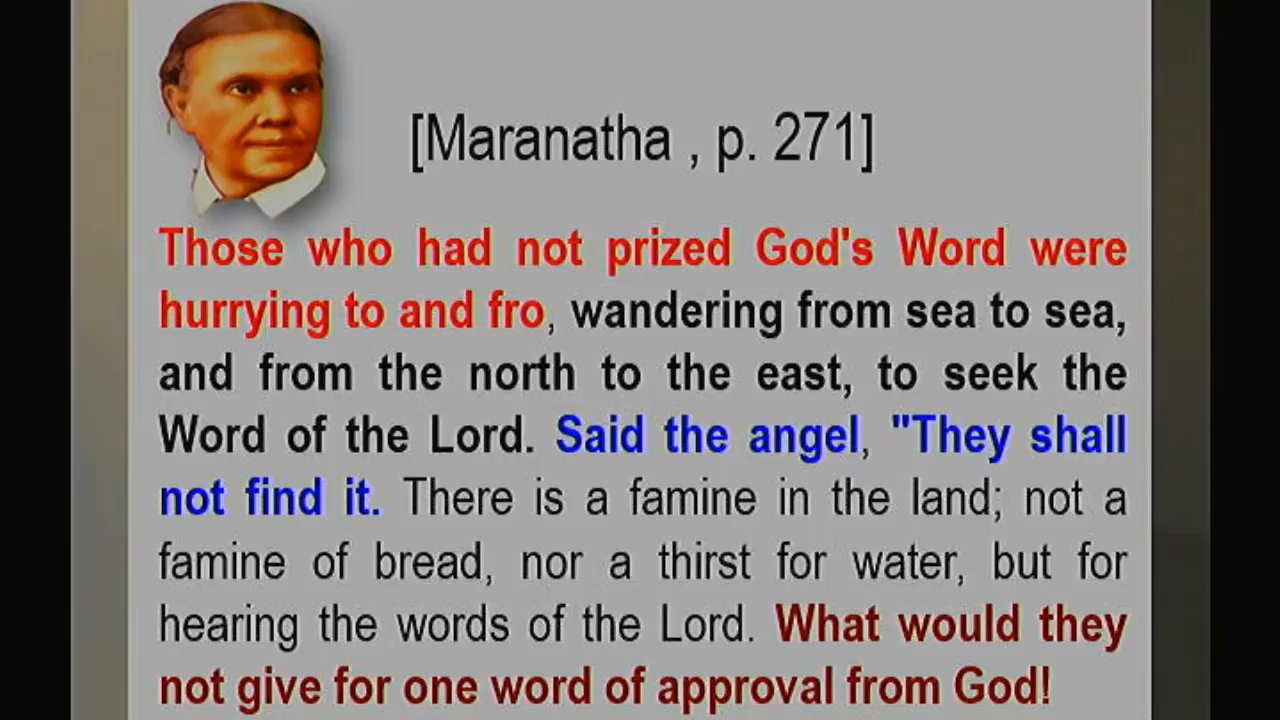 [Maranatha , p. 271]
Those who had not prized God's Word were
hurrying to and fro, wandering from sea to sea,
and from the north to the east, to seek the
Word of the Lord. Said the angel, "They shall
not find it. There is a famine in the land; not a
famine of bread, nor a thirst for water, but for
hearing the words of the Lord. What would they
not give for one word of approval from God!